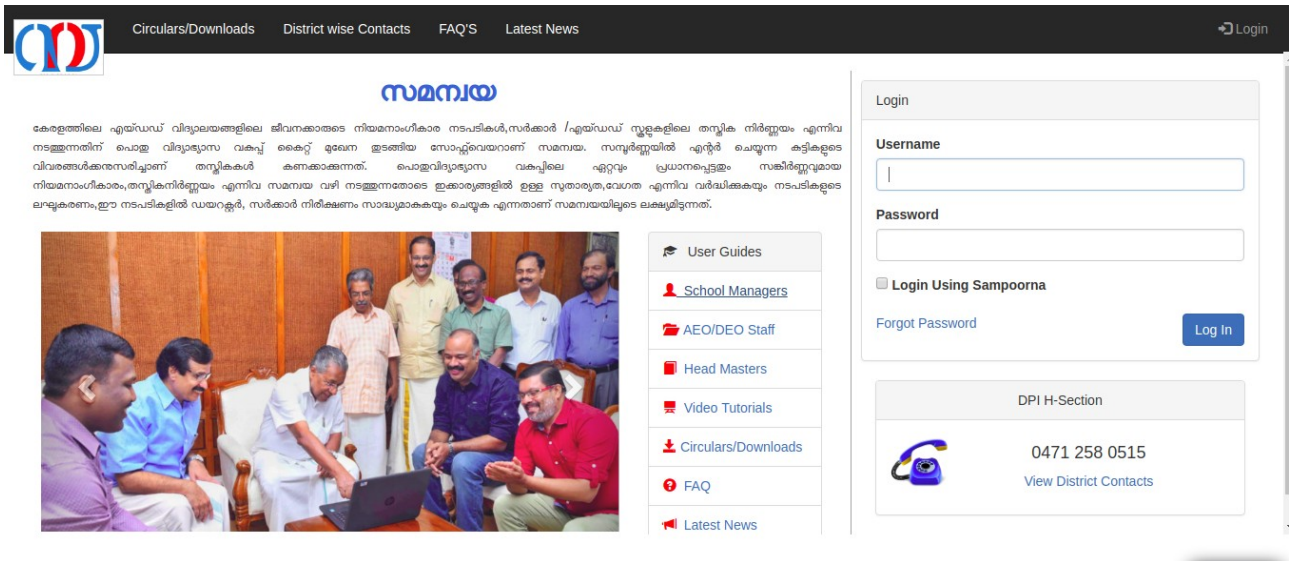 Circulars/Downloads District wise Contacts FAQ'S Latest News Login
സമന്വയ
കേരളത്തിലെ എയ്ഡഡ് വിദ്യാലയങ്ങളിലെ ജീവനക്കാരുടെ നിയമനാംഗീകാര നടപടികൾ,സർക്കാർ /എയ്ഡഡ് സ്കൂളുകളിലെ തസ്തിക നിർണ്ണയം എന്നിവ
നടത്തുന്നതിന് പൊതു വിദ്യാഭ്യാസ വകുപ്പ് കൈറ്റ് മുഖേന തുടങ്ങിയ സോഫ്റ്റ്‌വെയറാണ് സമന്വയ. സമ്പൂർണ്ണയിൽ എന്റർ ചെയ്യുന്ന കുട്ടികളുടെ
വിവരങ്ങൾക്കനുസരിച്ചാണ് തസ്തികകൾ കണക്കാക്കുന്നത്. പൊതുവിദ്യാഭ്യാസ വകുപ്പിലെ ഏറ്റവും പ്രധാനപ്പെട്ടതും സങ്കീർണ്ണവുമായ
നിയമനാംഗീകാരം,തസ്തികനിർണ്ണയം എന്നിവ സമന്വയ വഴി നടത്തുന്നതോടെ ഇക്കാര്യങ്ങളിൽ ഉള്ള സുതാര്യത,വേഗത എന്നിവ വർദ്ധിക്കുകയും നടപടികളുടെ
ലഘൂകരണം,ഈ നടപടികളിൽ ഡയറക്ടർ, സർക്കാർ നിരീക്ഷണം സാദ്ധ്യമാകുകയും ചെയ്യുക എന്നതാണ് സമന്വയയിലൂടെ ലക്ഷ്യമിടുന്നത്.
User Guides
School Managers
AEO/DEO Staff
Head Masters
Video Tutorials
Circulars/Downloads
FAQ
Latest News
Login
Username
Password
Login Using Sampoorna
Forgot Password Log In
DPI H-Section
0471 258 0515
View District Contacts